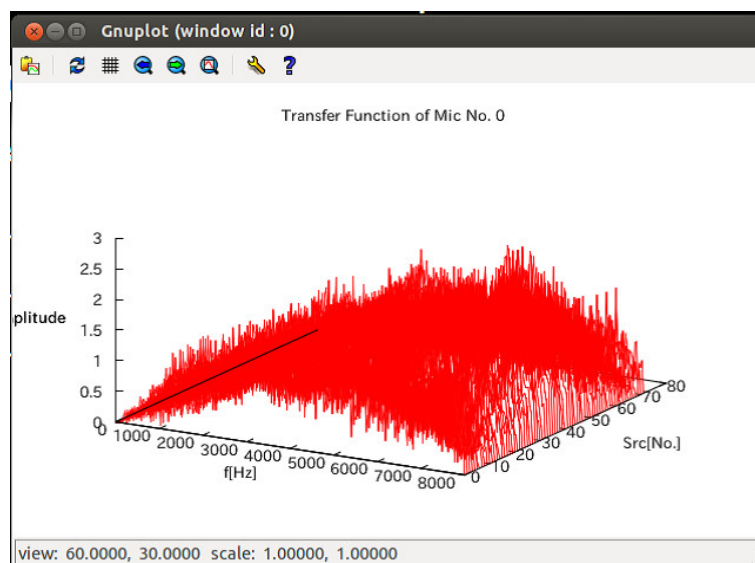 Gnuplot (window id : 0)
Transfer Function of Mic No. 0
3
2.5
2
1.5
1
0.5
0
plitude
0 1000 2000 3000 4000 5000 6000 7000 8000
f[Hz]
0 10 20 30 40 50 60 70 80
Src[No.]
view: 60.0000, 30.0000 scale: 1.00000, 1.00000